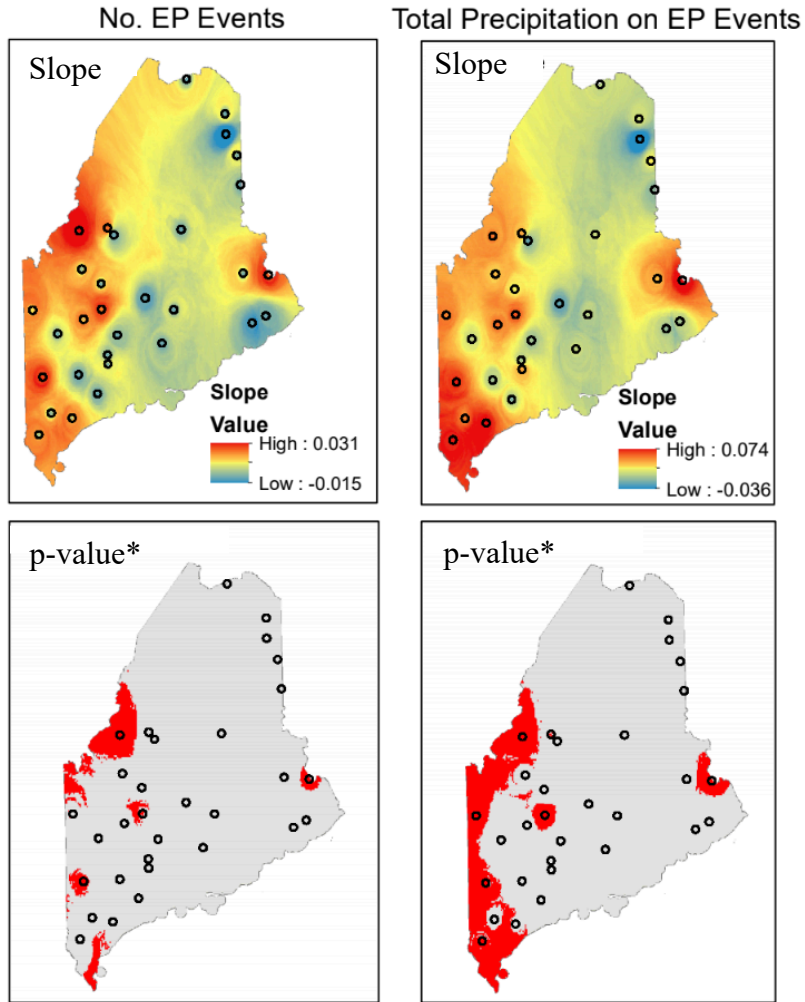 No. EP Events
Total Precipitation on EP Events
Slope
Slope
Slope
Value
High : 0.031
Low : -0.015
Slope
Value
High : 0.074
Low : -0.036
p-value*
p-value*